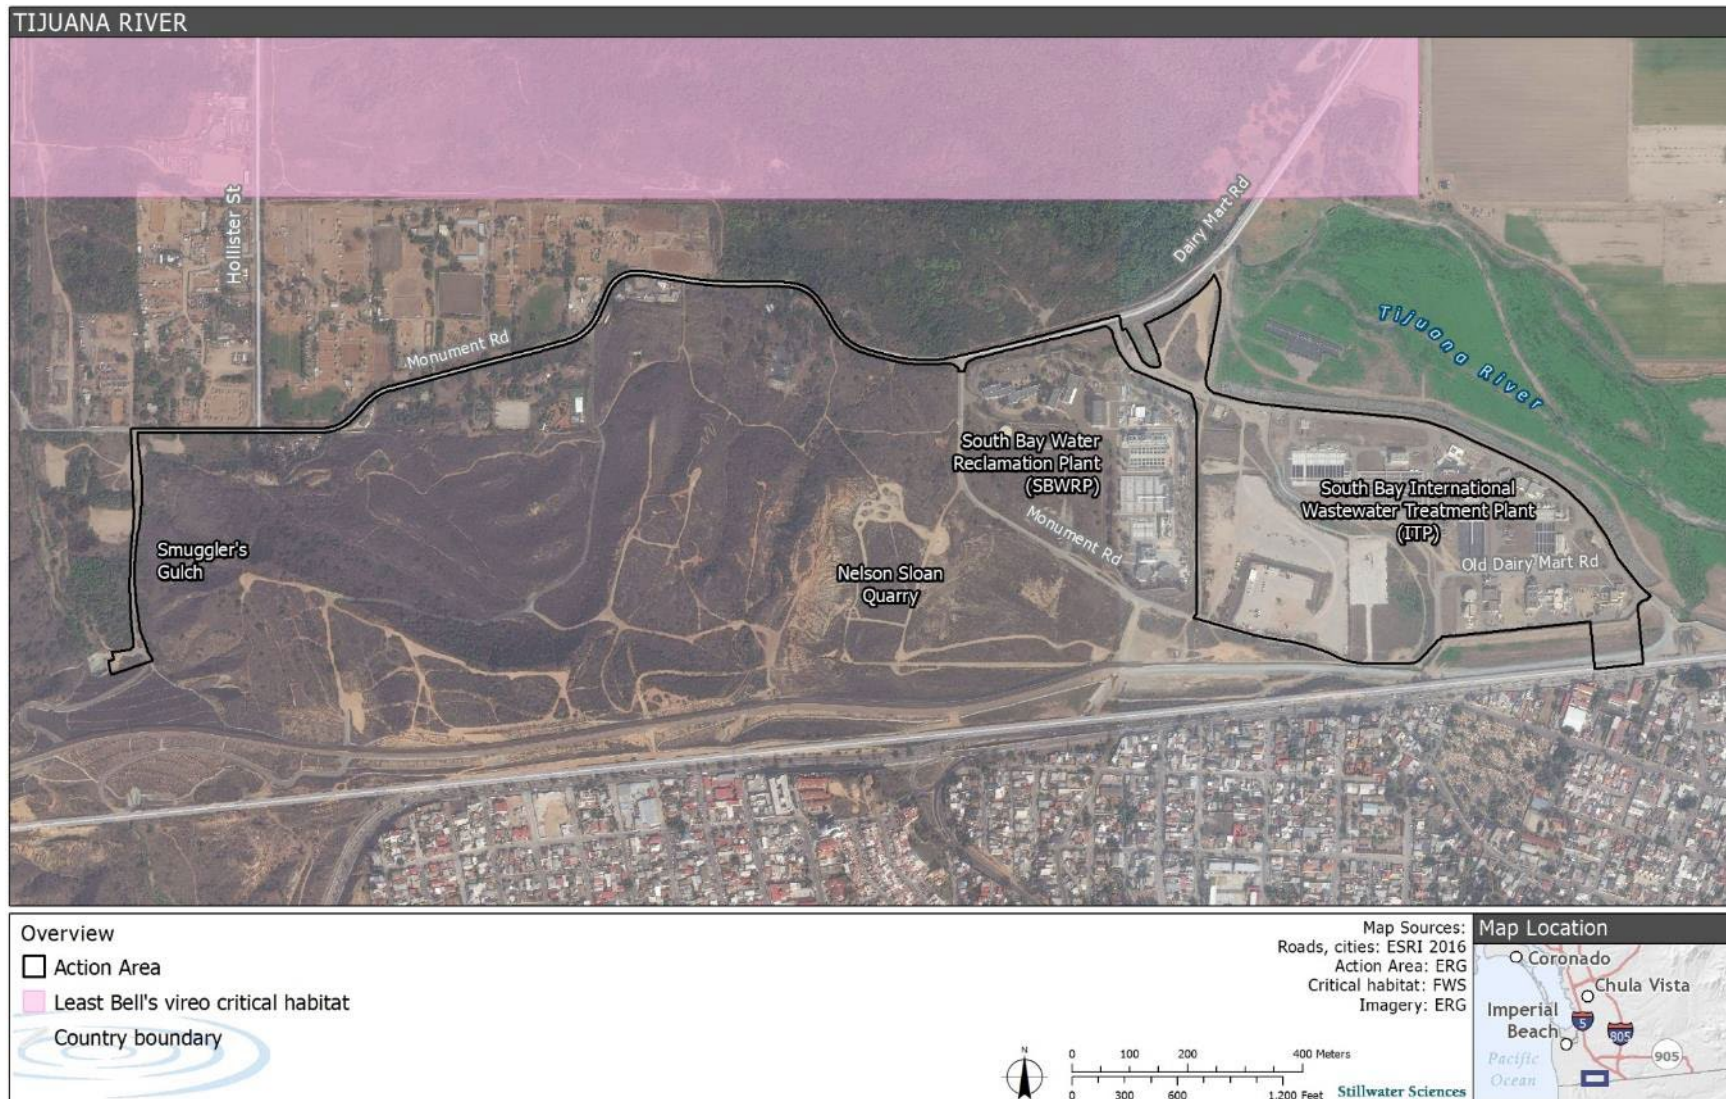 TIJUANA RIVER
Hollister St
Dairy Mart Rd
Tijuana River
Monument Rd
South Bay Water
Reclamation Plant
(SBWRP)
South Bay International
Wastewater Treatment Plant
(ITP)
Monument Rd
Smuggler's
Gulch
Nelson Sloan
Quarry
Old Dairy Mart Rd
Overview
Action Area
Least Bell's vireo critical habitat
Country boundary
Map Sources:
Roads, cities: ESRI 2016
Action Area: ERG
Critical habitat: FWS
Imagery: ERG
N
0 100 200 400 Meters
0 300 600 1,200 Feet
Stillwater Sciences
Map Location
Coronado
Chula Vista
Imperial
Beach
5
805
905
Pacific
Ocean